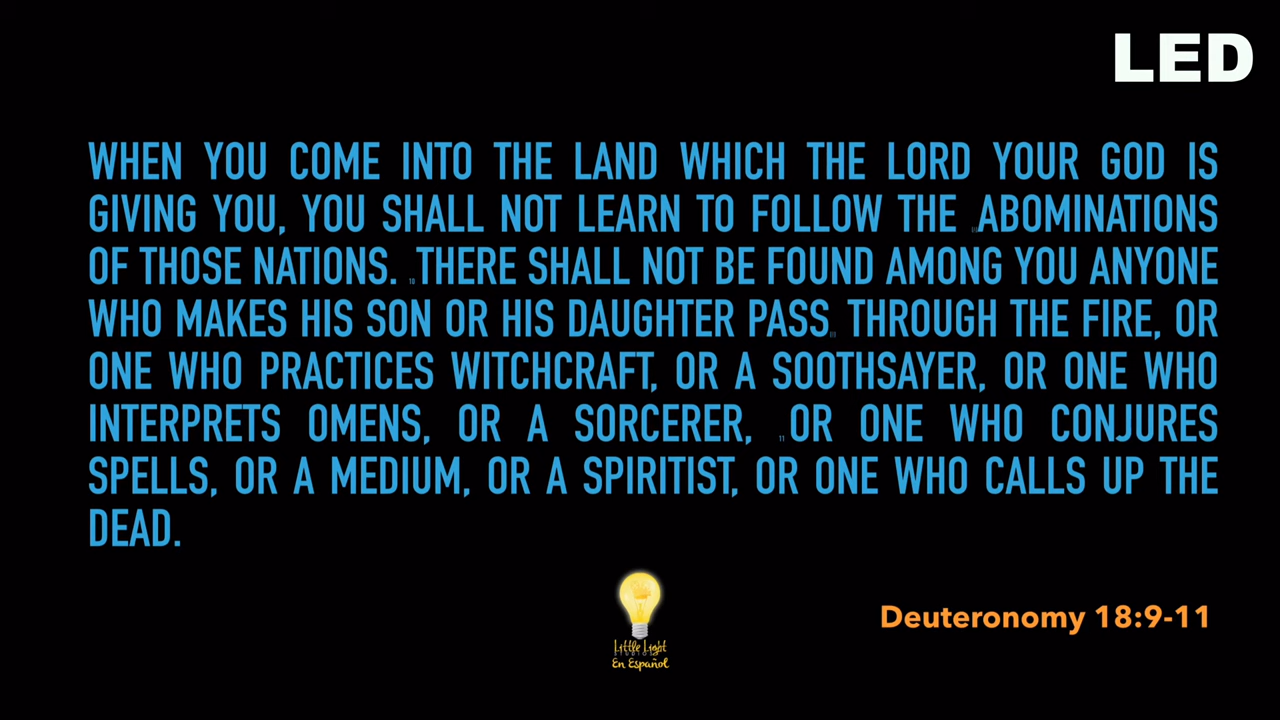 LED
WHEN YOU COME INTO THE LAND WHICH THE LORD YOUR GOD IS
GIVING YOU, YOU SHALL NOT LEARN TO FOLLOW THE ABOMINATIONS
OF THOSE NATIONS. 10 THERE SHALL NOT BE FOUND AMONG YOU ANYONE
WHO MAKES HIS SON OR HIS DAUGHTER PASS THROUGH THE FIRE, OR
ONE WHO PRACTICES WITCHCRAFT, OR A SOOTHSAYER, OR ONE WHO
INTERPRETS OMENS, OR A SORCERER, 11 OR ONE WHO CONJURES
SPELLS, OR A MEDIUM, OR A SPIRITIST, OR ONE WHO CALLS UP THE
DEAD.
Deuteronomy 18:9-11
Little Light
STUDIOS
En Español